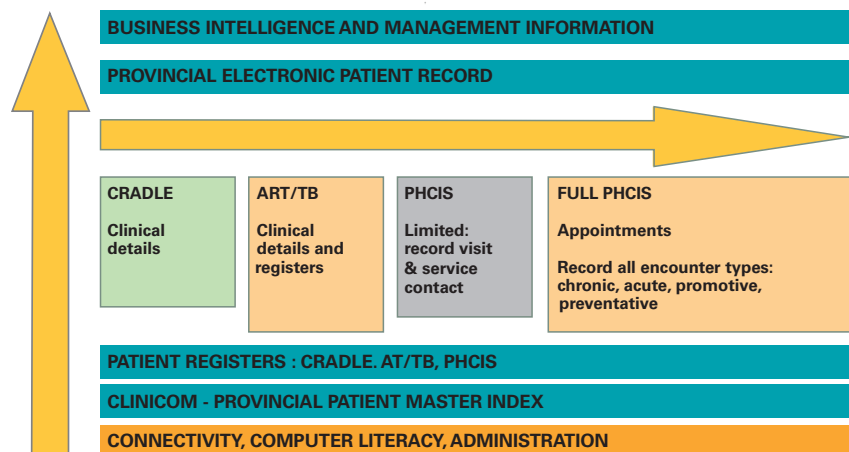 BUSINESS INTELLIGENCE AND MANAGEMENT INFORMATION
PROVINCIAL ELECTRONIC PATIENT RECORD
CRADLE
Clinical
details
ART/TB
Clinical
details and
registers
PHCIS
Limited:
record visit
& service
contact
FULL PHCIS
Appointments
Record all encounter types:
chronic, acute, promotive,
preventative
PATIENT REGISTERS : CRADLE. AT/TB, PHCIS
CLINICOM - PROVINCIAL PATIENT MASTER INDEX
CONNECTIVITY, COMPUTER LITERACY, ADMINISTRATION